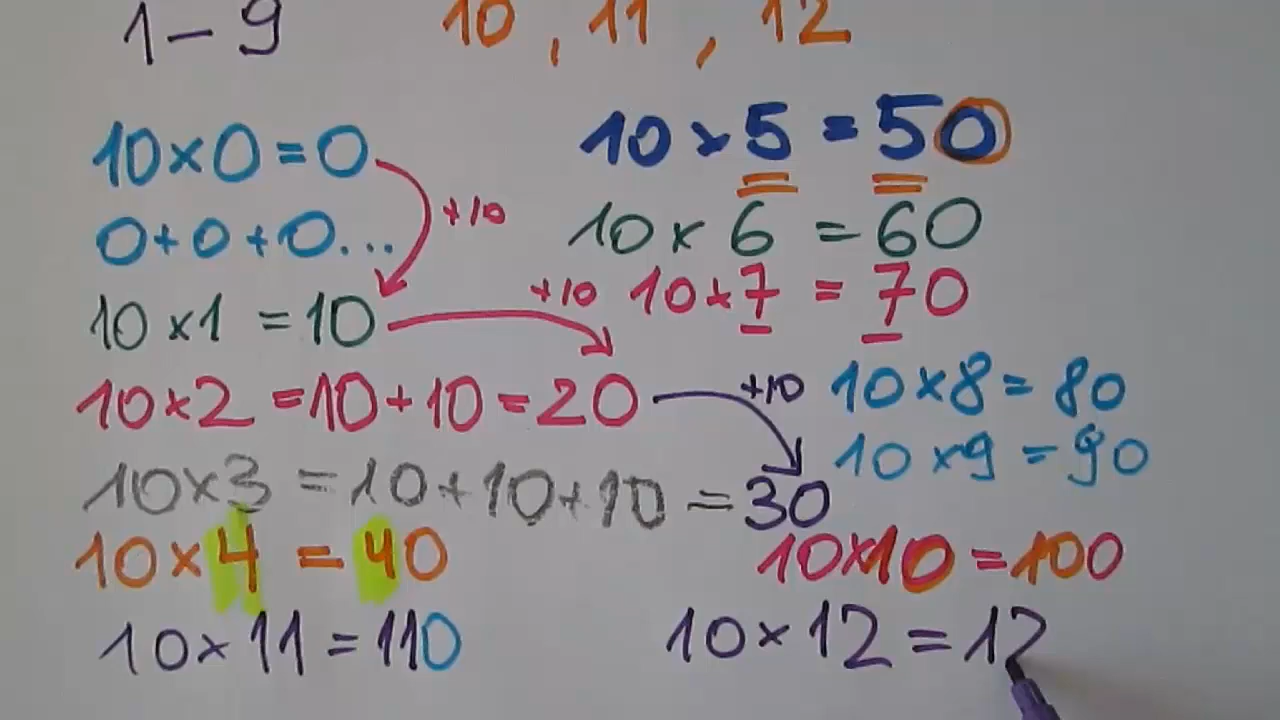 1 - 9 10 , 11 , 12
10 × 0 = 0
0 + 0 + 0 ...
+10
10 × 1 = 10
+10
10 × 2 = 10 + 10 = 20
+10
10 × 3 = 10 + 10 + 10 = 30
10 × 4 = 40
10 × 5 = 50
10 × 6 = 60
10 × 7 = 70
10 × 8 = 80
10 × 9 = 90
10 × 10 = 100
10 × 11 = 110
10 × 12 = 12